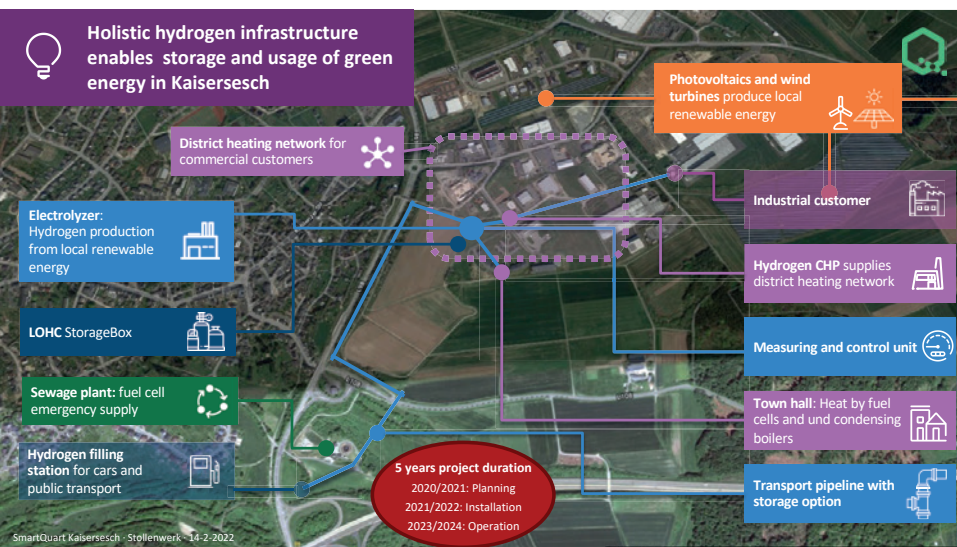 Holistic hydrogen infrastructure
enables storage and usage of green
energy in Kaisersesch
Photovoltaics and wind
turbines produce local
renewable energy
District heating network for
commercial customers
Industrial customer
Electrolyzer:
Hydrogen production
from local renewable
energy
Hydrogen CHP supplies
district heating network
LOHC StorageBox
Measuring and control unit
Sewage plant: fuel cell
emergency supply
Town hall: Heat by fuel
cells and und condensing
boilers
Hydrogen filling
station for cars and
public transport
5 years project duration
2020/2021: Planning
2021/2022: Installation
2023/2024: Operation
Transport pipeline with
storage option
SmartQuart Kaisersesch · Stollenwerk · 14-2-2022